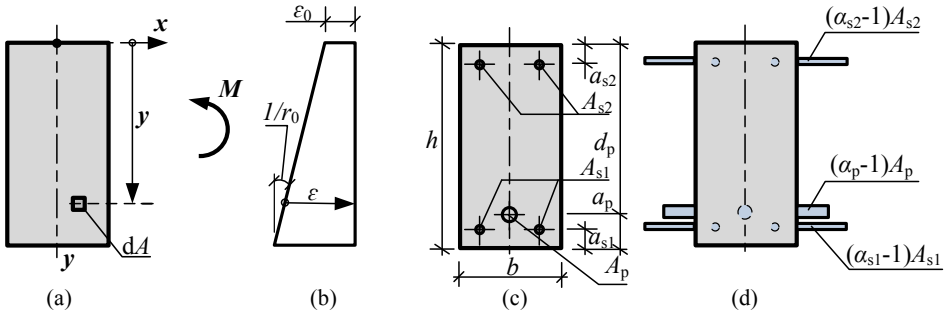 x
y
dA
y
(a)
M
ε₀
1/r₀
ε
(b)
h
aₛ₂
Aₛ₂
dₚ
Aₛ₁
aₚ
aₛ₁
Aₚ
b
(c)
(αₛ₂-1)Aₛ₂
(αₚ-1)Aₚ
(αₛ₁-1)Aₛ₁
(d)